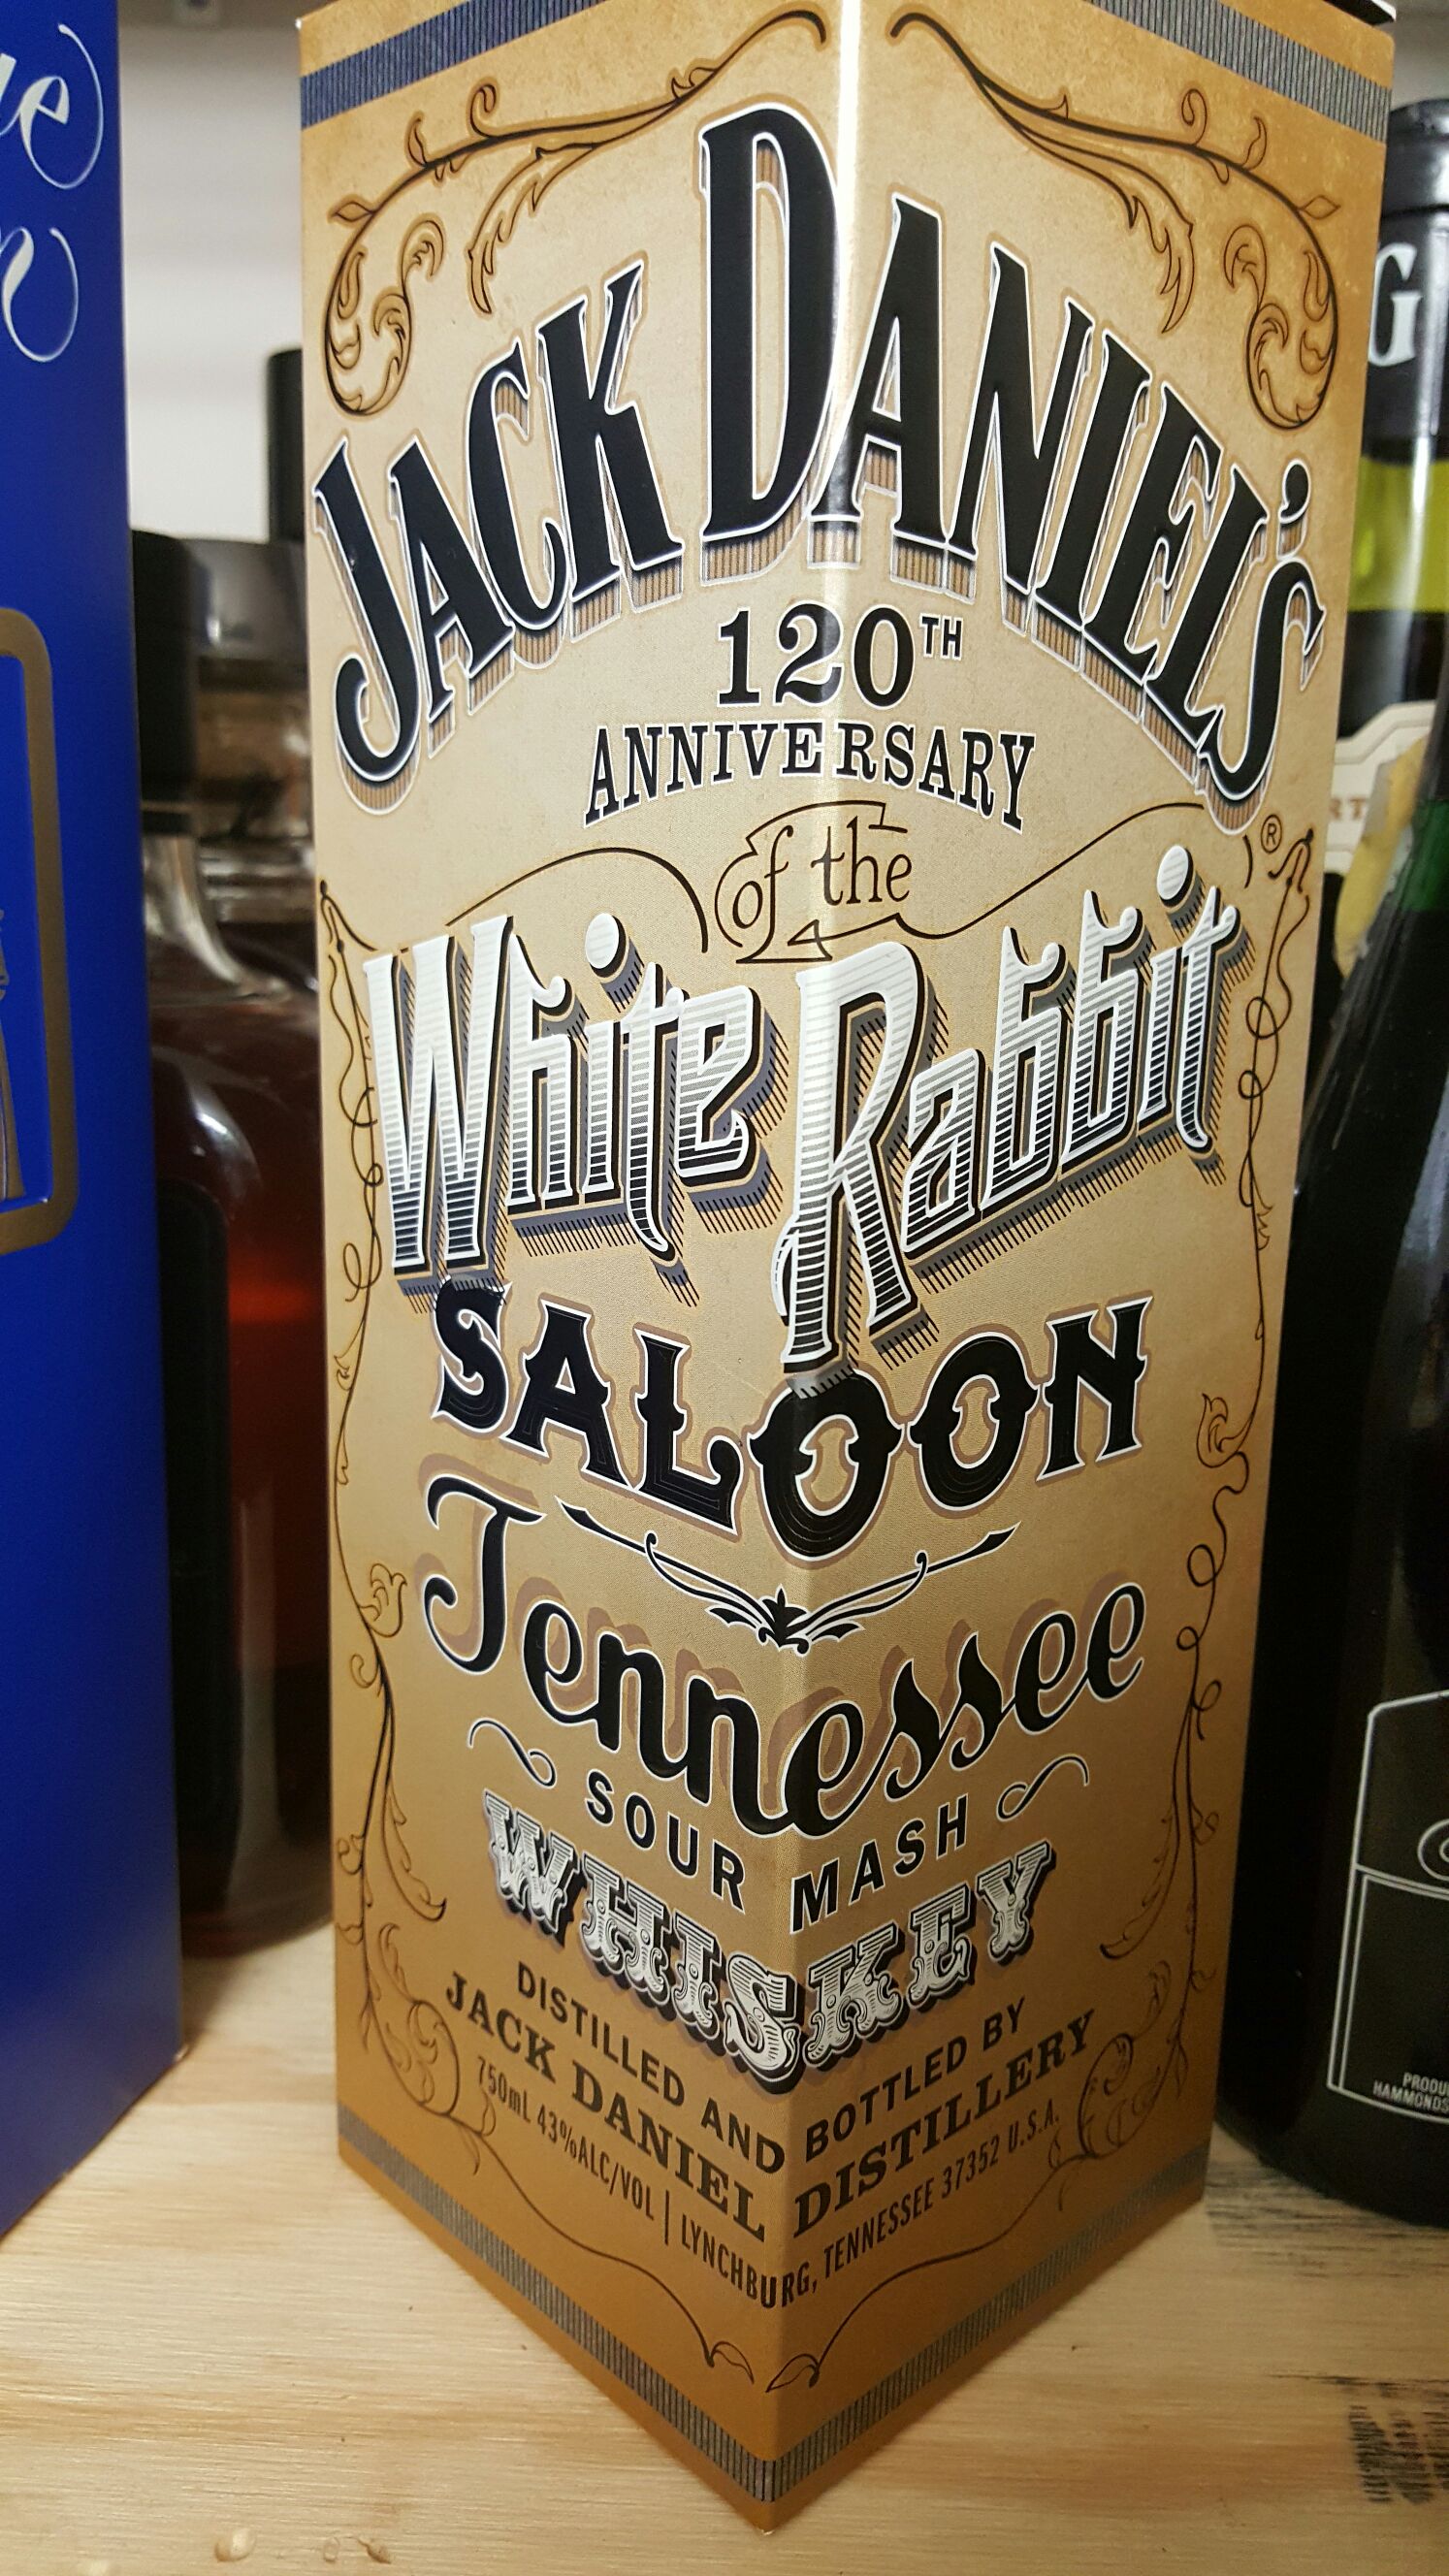 JACK DANIEL'S
120TH
ANNIVERSARY
of the
White Rabbit
SALOON
Tennessee
SOUR MASH
WHISKEY
DISTILLED AND BOTTLED BY
JACK DANIEL DISTILLERY
750mL 43%ALC/VOL | LYNCHBURG, TENNESSEE 37352 U.S.A.
®
G